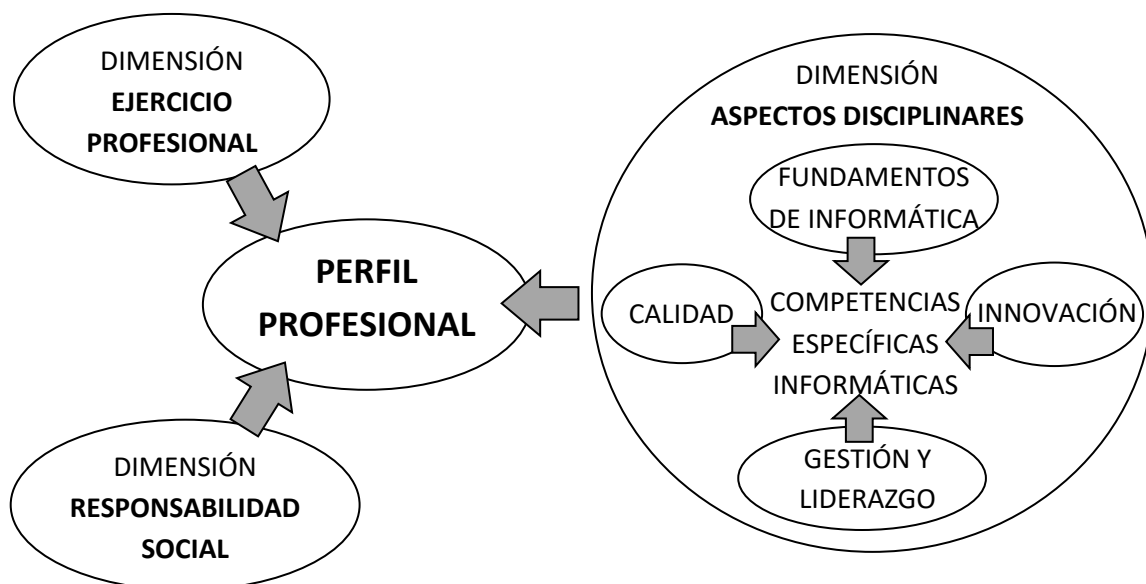 DIMENSIÓN
EJERCICIO
PROFESIONAL
PERFIL
PROFESIONAL
DIMENSIÓN
RESPONSABILIDAD
SOCIAL
DIMENSIÓN
ASPECTOS DISCIPLINARES
FUNDAMENTOS
DE INFORMÁTICA
CALIDAD
COMPETENCIAS
ESPECÍFICAS
INFORMÁTICAS
INNOVACIÓN
GESTIÓN Y
LIDERAZGO